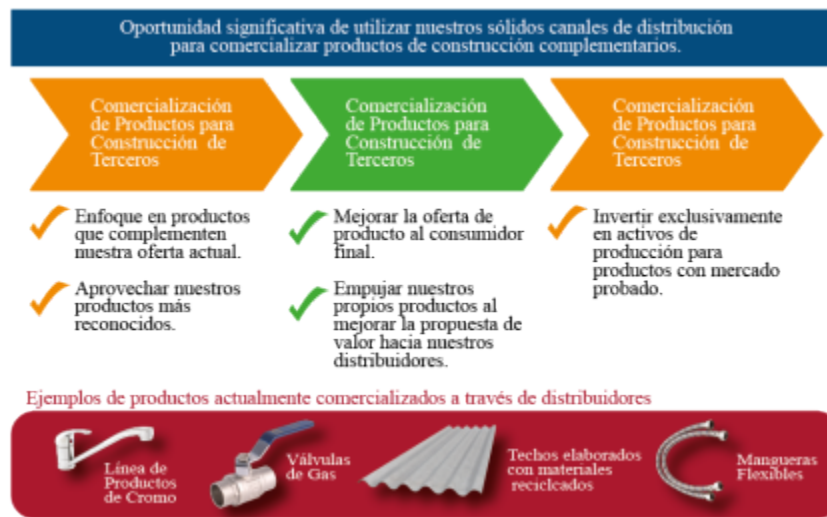 Oportunidad significativa de utilizar nuestros sólidos canales de distribución
para comercializar productos de construcción complementarios.
Comercialización
de Productos para
Construcción de
Terceros
Comercialización
de Productos para
Construcción de
Terceros
Comercialización
de Productos para
Construcción de
Terceros
Enfoque en productos
que complementen
nuestra oferta actual.
Aprovechar nuestros
productos más
reconocidos.
Mejorar la oferta de
producto al consumidor
final.
Empujar nuestros
propios productos al
mejorar la propuesta de
valor hacia nuestros
distribuidores.
Invertir exclusivamente
en activos de
producción para
productos con mercado
probado.
Ejemplos de productos actualmente comercializados a través de distribuidores
Línea de
Productos
de Cromo
Válvulas
de Gas
Techos elaborados
con materiales
reciclcados
Mangueras
Flexibles